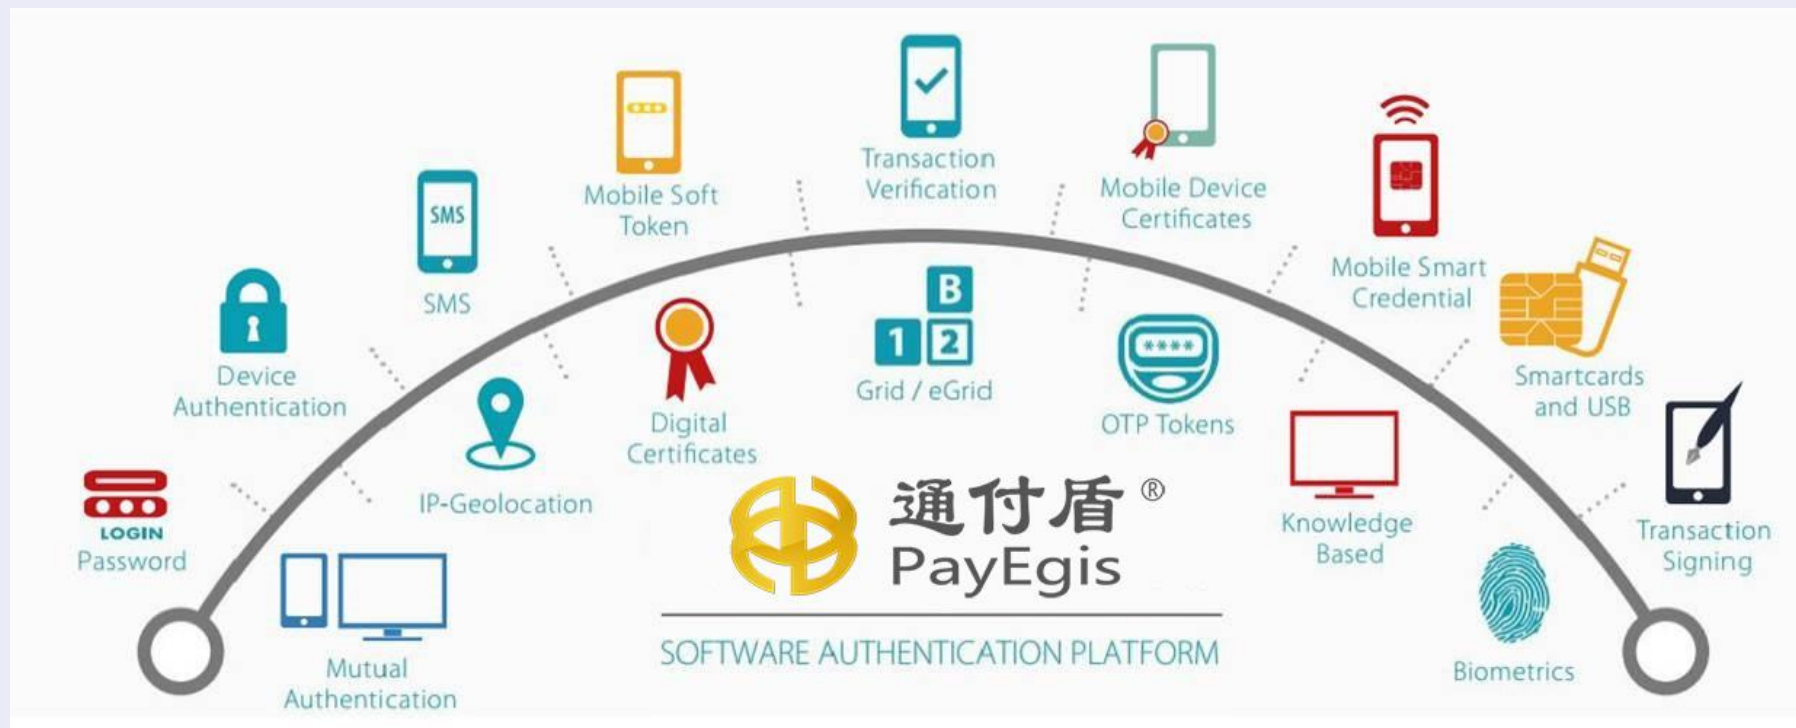 Transaction
Verification
Mobile Device
Certificates
Mobile Soft
Token
SMS
SMS
Mobile Smart
Credential
Device
Authentication
B
1 2
Grid / eGrid
****
OTP Tokens
Smartcards
and USB
Digital
Certificates
IP-Geolocation
LOGIN
Password
通付盾®
PayEgis
Knowledge
Based
Transaction
Signing
Mutual
Authentication
SOFTWARE AUTHENTICATION PLATFORM
Biometrics